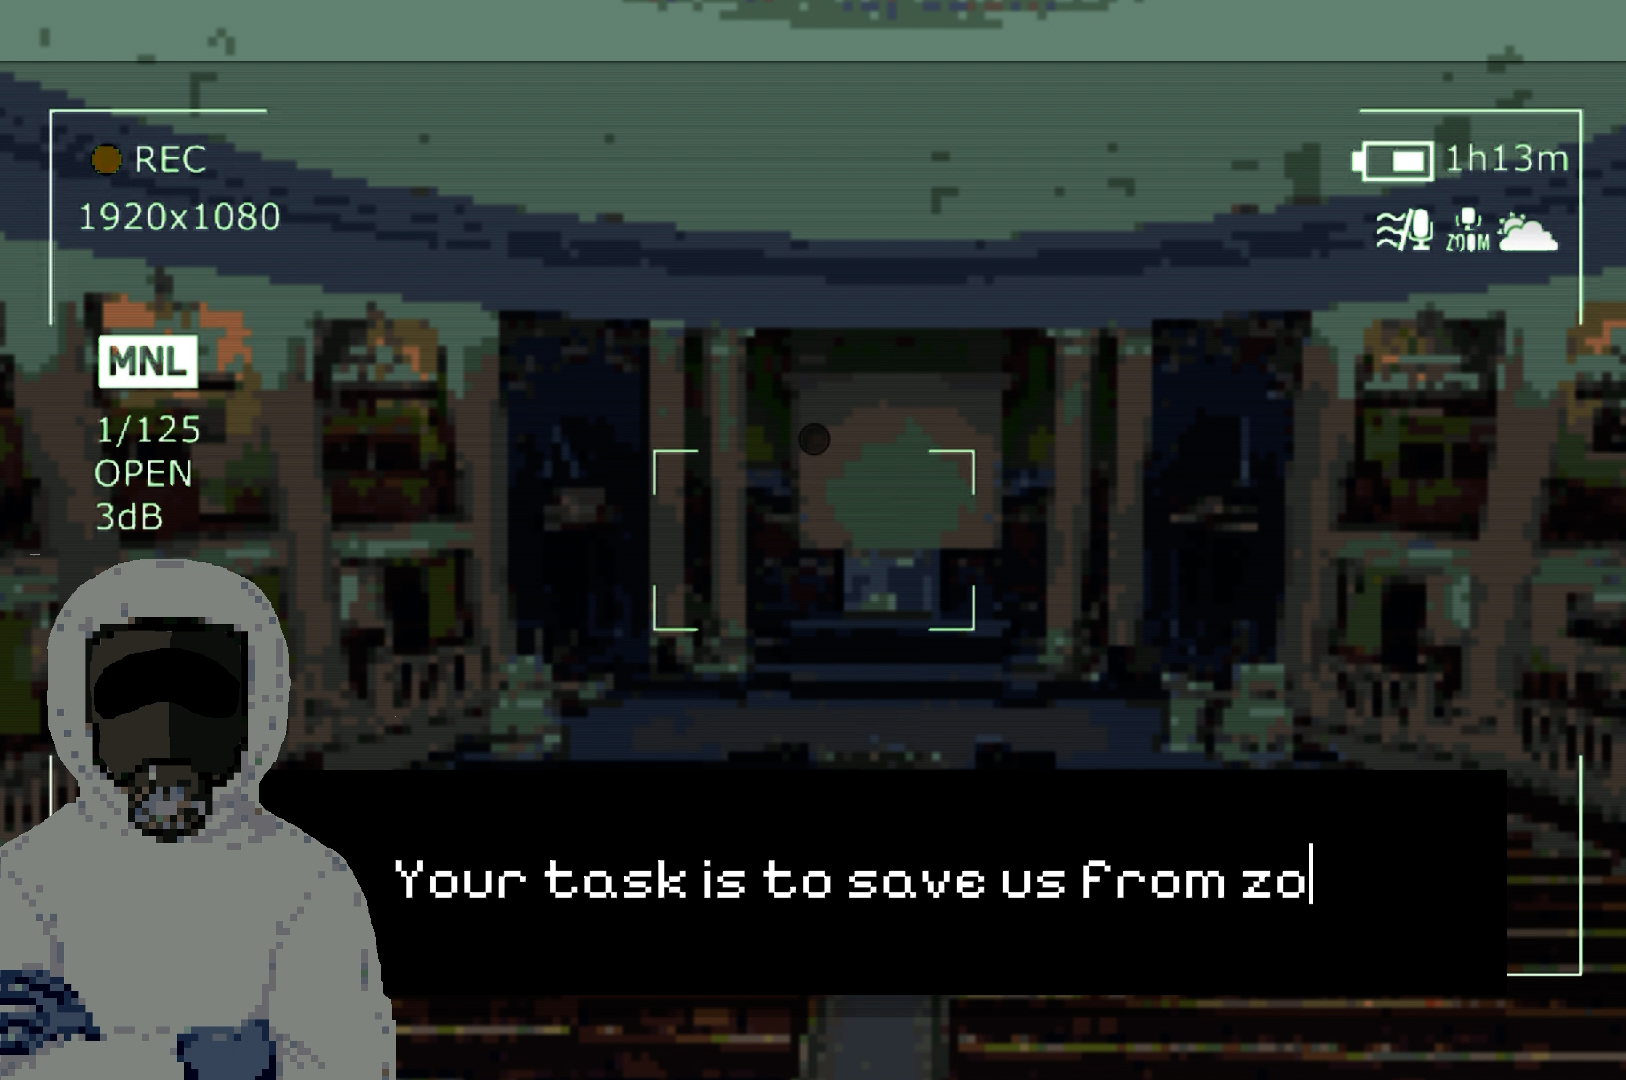 REC
1920x1080
1h13m
ZOOM
MNL
1/125
OPEN
3dB
Your task is to save us from zo